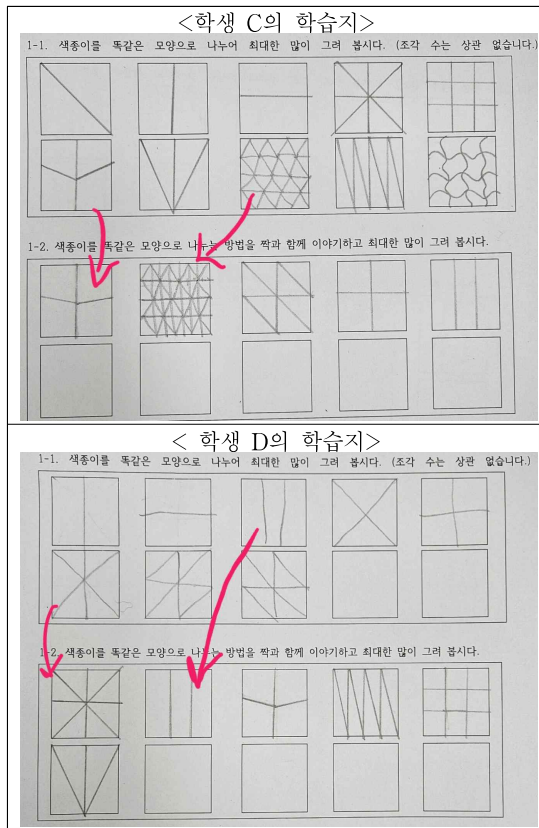 <학생 C의 학습지>
1-1. 색종이를 똑같은 모양으로 나누어 최대한 많이 그려 봅시다. (조각 수는 상관 없습니다.)
1-2. 색종이를 똑같은 모양으로 나누는 방법을 짝과 함께 이야기하고 최대한 많이 그려 봅시다.
< 학생 D의 학습지>
1-1. 색종이를 똑같은 모양으로 나누어 최대한 많이 그려 봅시다. (조각 수는 상관 없습니다.)
1-2. 색종이를 똑같은 모양으로 나누는 방법을 짝과 함께 이야기하고 최대한 많이 그려 봅시다.